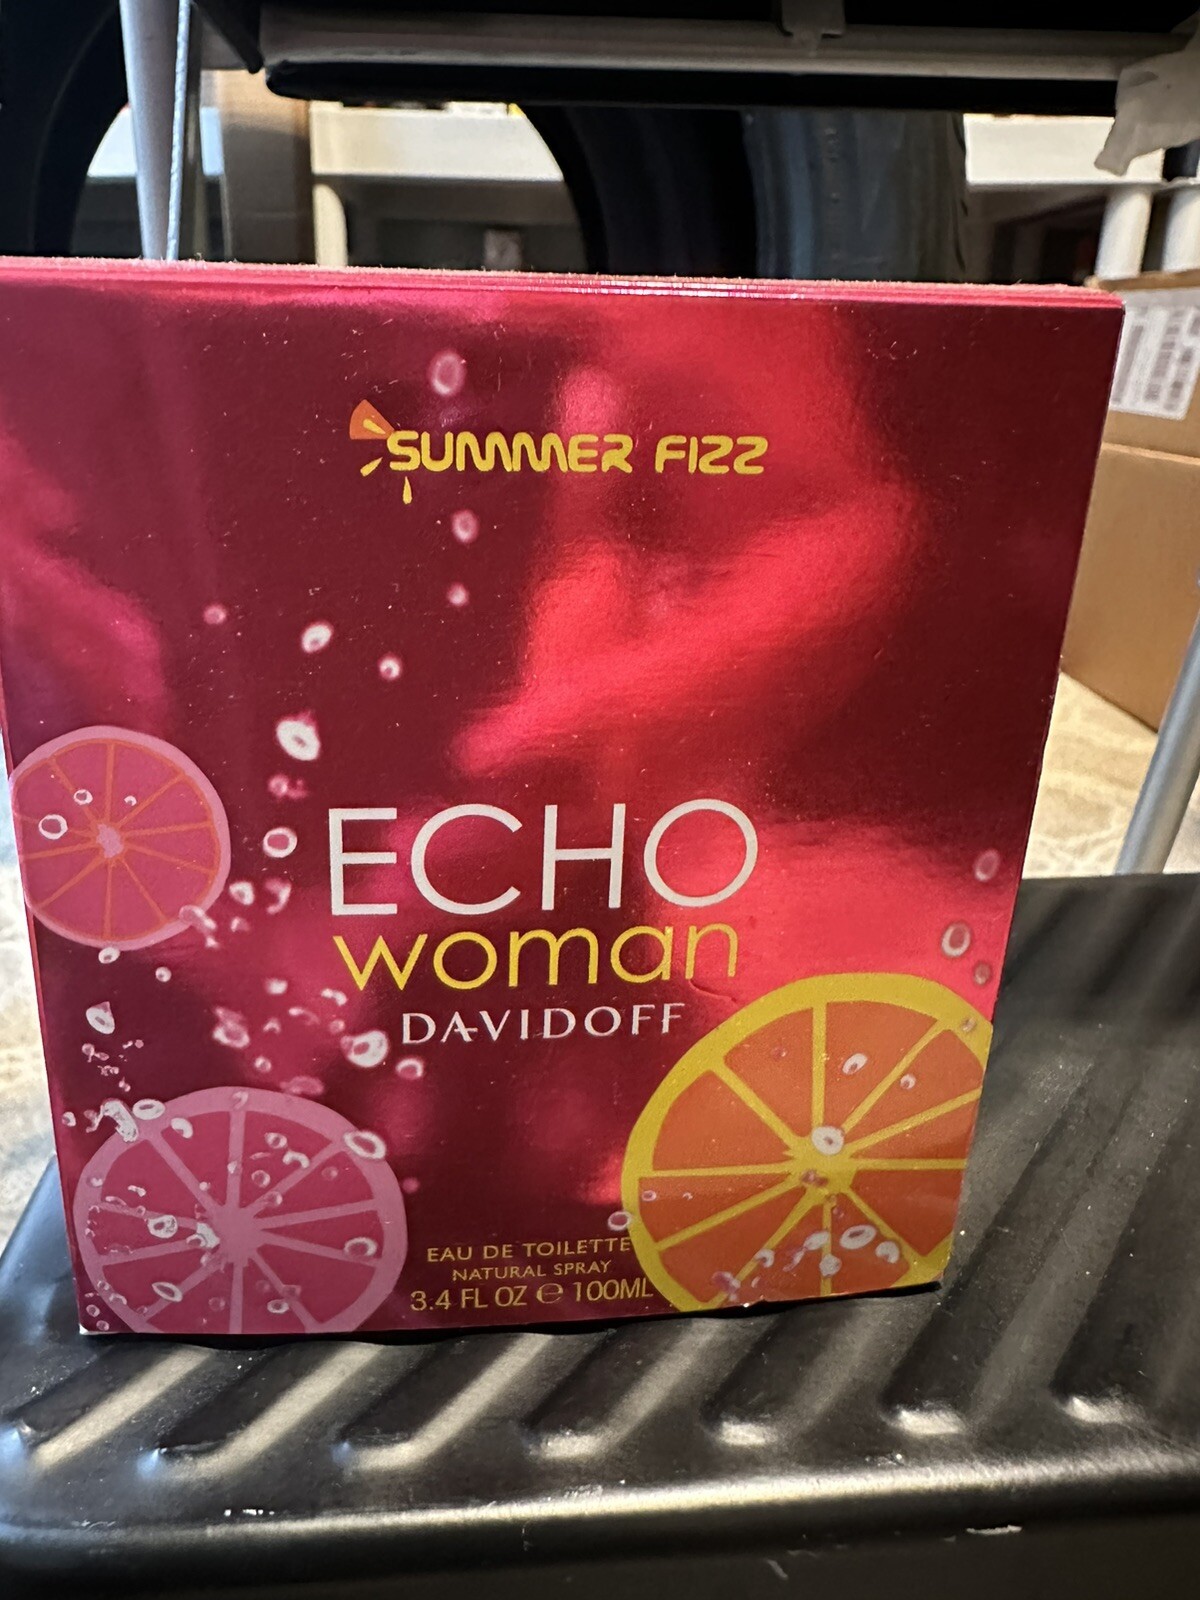 SUMMER FIZZ
ECHO
woman
DAVIDOFF
EAU DE TOILETTE
NATURAL SPRAY
3.4 FL OZ ℮ 100ML